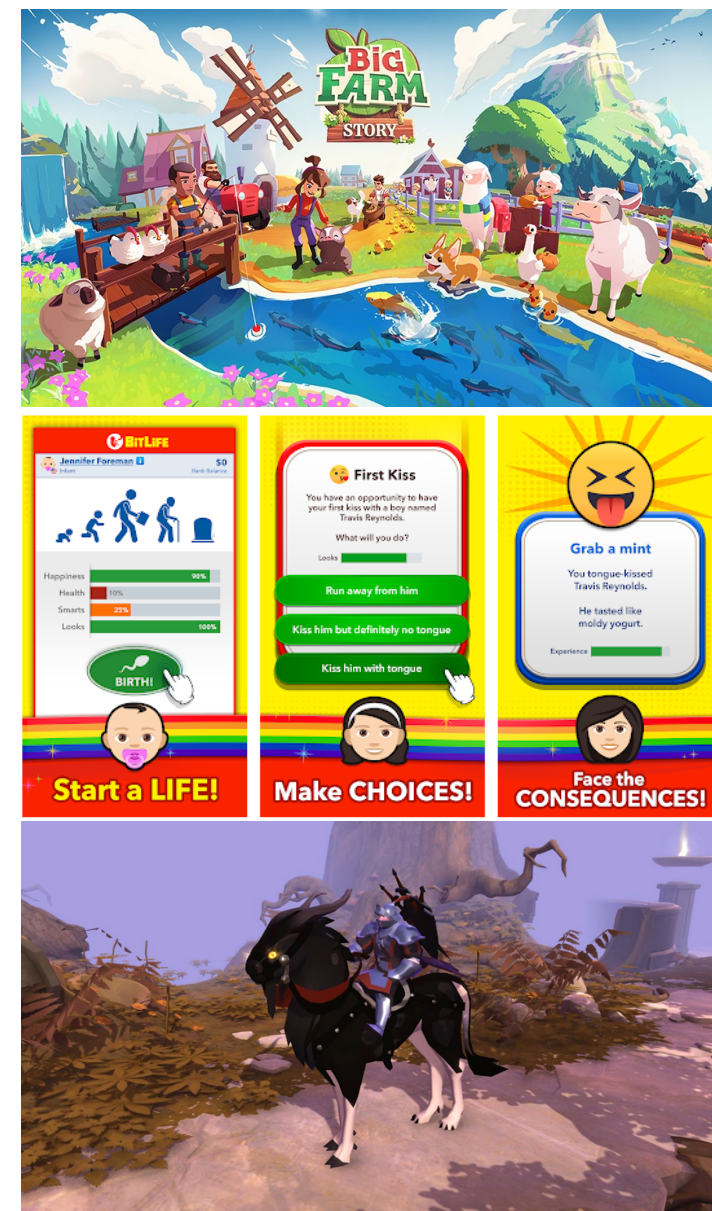 BIG
FARM
STORY
BITLIFE
Jennifer Foreman
Infant
$0
Bank Balance
Happiness
90%
Health
10%
Smarts
25%
Looks
100%
BIRTH!
Start a LIFE!
First Kiss
You have an opportunity to have
your first kiss with a boy named
Travis Reynolds.
What will you do?
Looks
Run away from him
Kiss him but definitely no tongue
Kiss him with tongue
Make CHOICES!
Grab a mint
You tongue-kissed
Travis Reynolds.
He tasted like
moldy yogurt.
Experience
Face the
CONSEQUENCES!